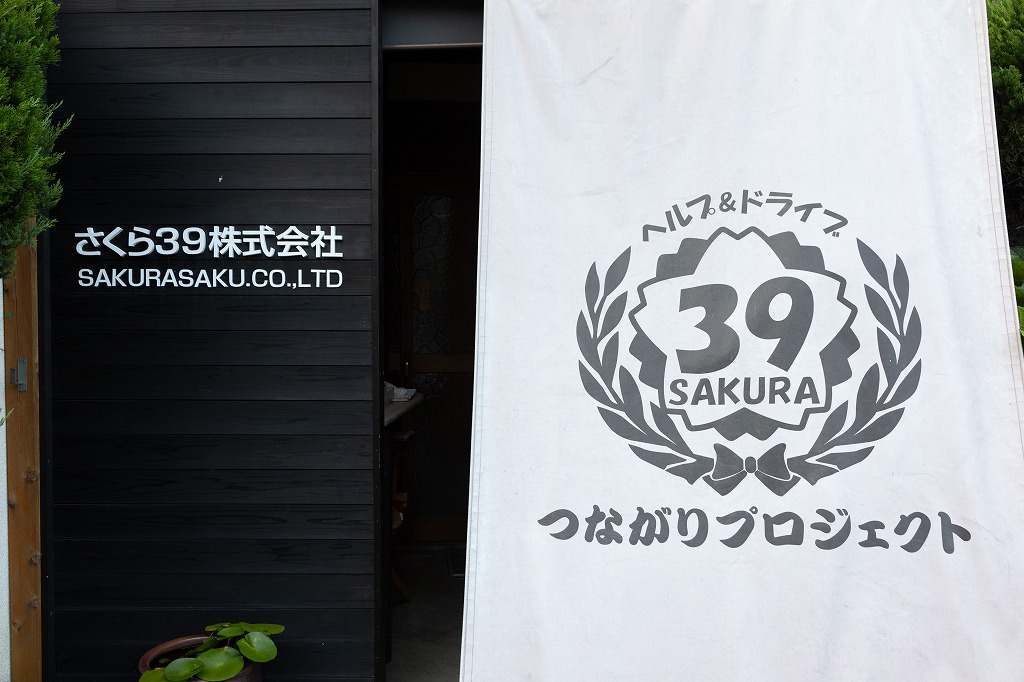 さくら39株式会社
SAKURASAKU.CO.,LTD
ヘルプ&ドライブ
39
SAKURA
つながりプロジェクト